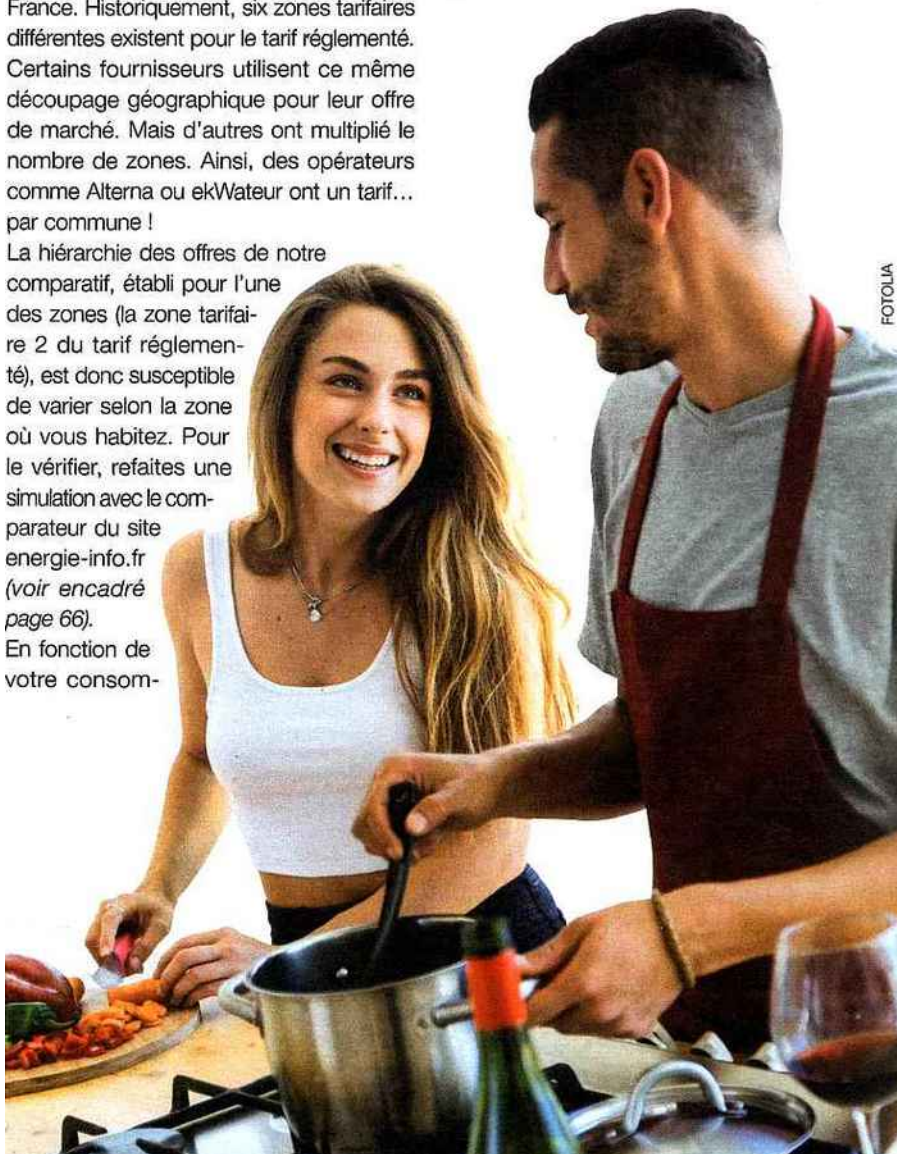 France. Historiquement, six zones tarifaires
différentes existent pour le tarif réglementé.
Certains fournisseurs utilisent ce même
découpage géographique pour leur offre
de marché. Mais d'autres ont multiplié le
nombre de zones. Ainsi, des opérateurs
comme Alterna ou ekWateur ont un tarif...
par commune !
La hiérarchie des offres de notre
comparatif, établi pour l'une
des zones (la zone tarifai-
re 2 du tarif réglemen-
té), est donc susceptible
de varier selon la zone
où vous habitez. Pour
le vérifier, refaites une
simulation avec le com-
parateur du site
energie-info.fr
(voir encadré
page 66).
En fonction de
votre consom-
FOTOLIA